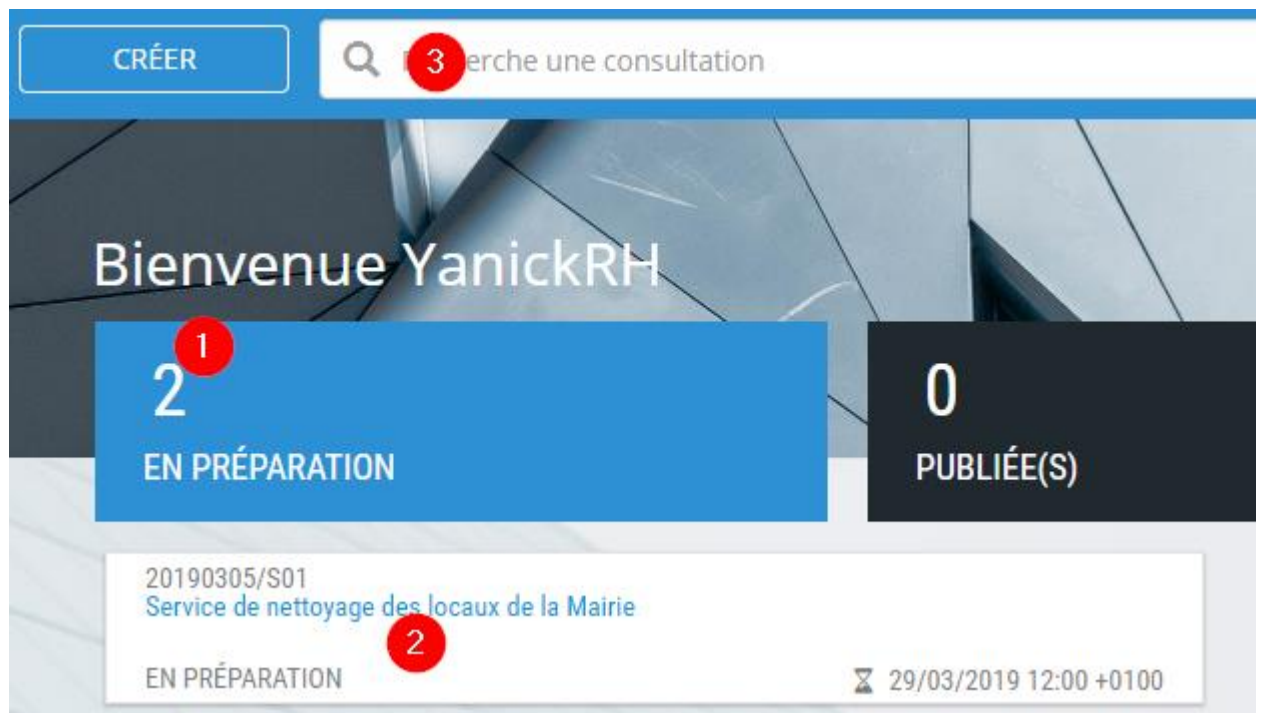 CRÉER
3
erche une consultation
Bienvenue YanickRH
1
2
EN PRÉPARATION
0
PUBLIÉE(S)
20190305/S01
Service de nettoyage des locaux de la Mairie
2
EN PRÉPARATION
29/03/2019 12:00 +0100